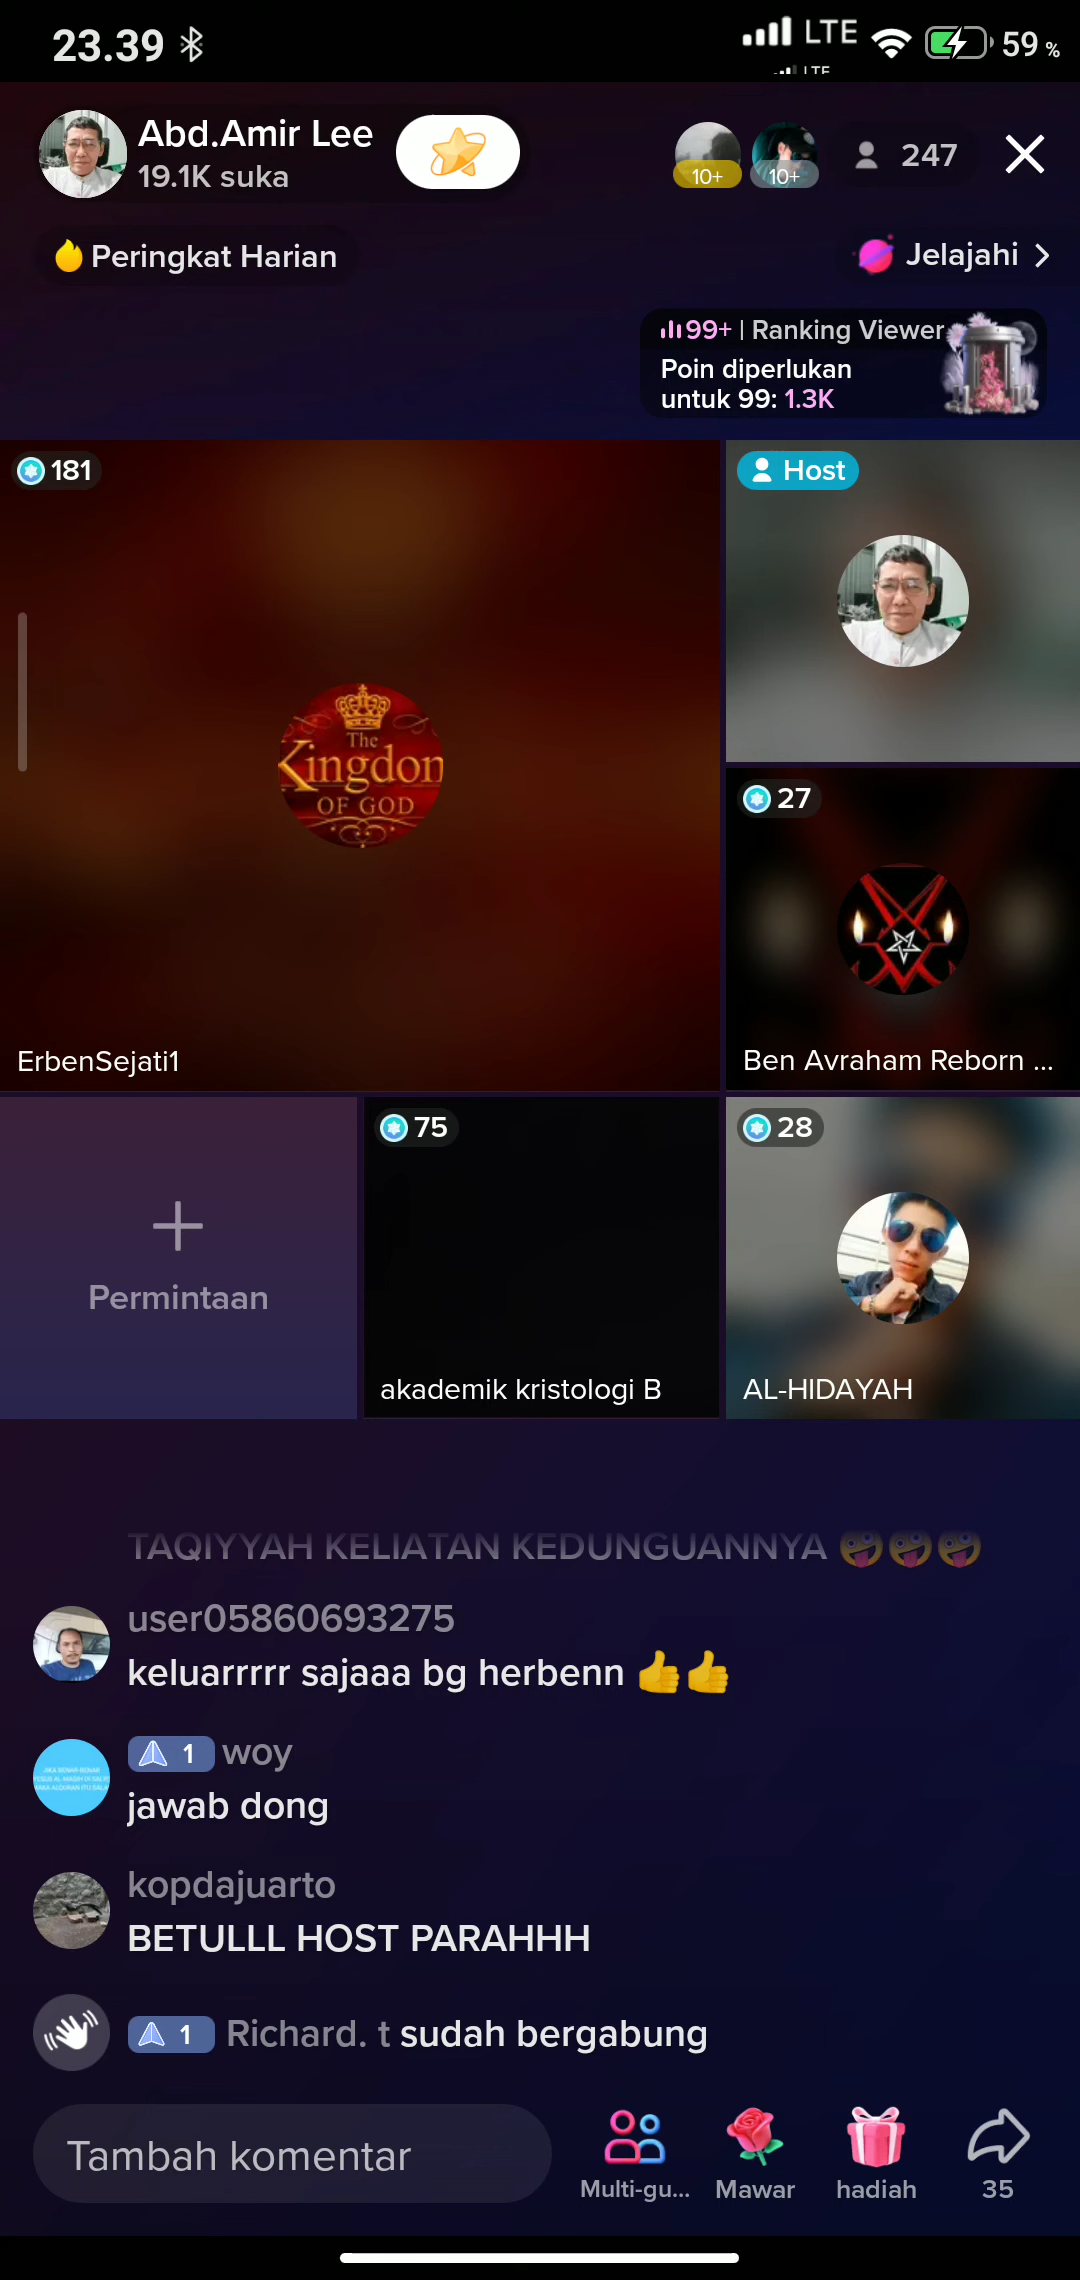 23.39
LTE
59 %
LTE
Abd.Amir Lee
19.1K suka
10+
10+
247
Peringkat Harian
Jelajahi
99+ | Ranking Viewer
Poin diperlukan
untuk 99: 1.3K
181
Host
The
Kingdom
OF GOD
27
ErbenSejati1
Ben Avraham Reborn ...
75
28
Permintaan
akademik kristologi B
AL-HIDAYAH
TAQIYYAH KELIATAN KEDUNGUANNYA 🤪🤪🤪
user05860693275
keluarrrrr sajaaa bg herbenn 👍👍
1 woy
jawab dong
kopdajuarto
BETULLL HOST PARAHHH
1 Richard. t sudah bergabung
Tambah komentar
Multi-gu...
Mawar
hadiah
35